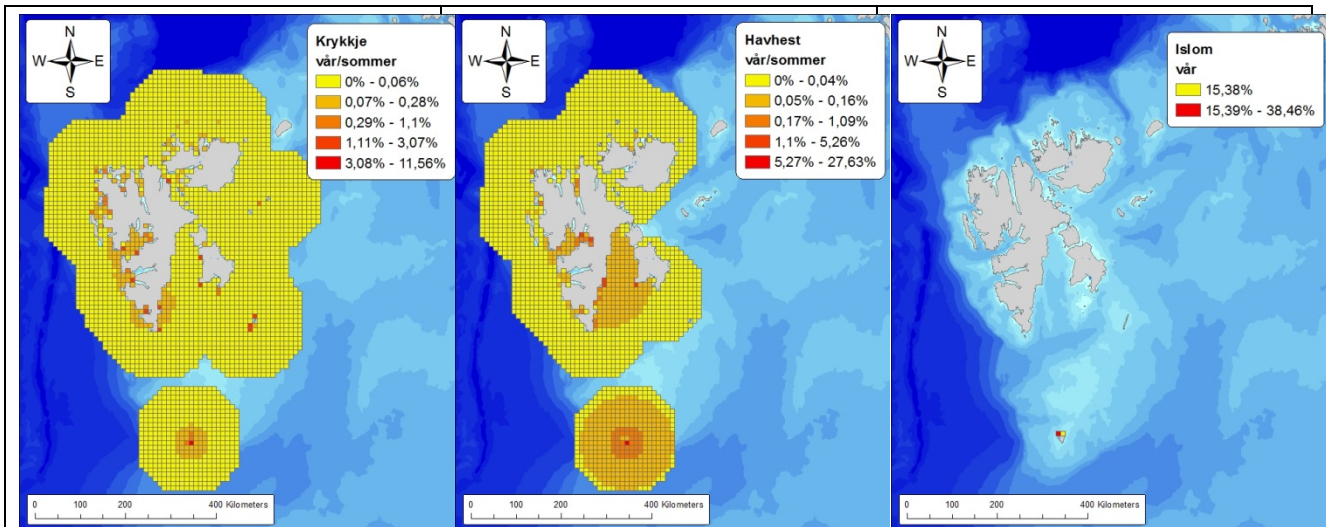 N
W E
S
Krykkje
vår/sommer
0% - 0,06%
0,07% - 0,28%
0,29% - 1,1%
1,11% - 3,07%
3,08% - 11,56%
0 100 200 400 Kilometers
N
W E
S
Havhest
vår/sommer
0% - 0,04%
0,05% - 0,16%
0,17% - 1,09%
1,1% - 5,26%
5,27% - 27,63%
0 100 200 400 Kilometers
N
W E
S
Islom
vår
15,38%
15,39% - 38,46%
0 100 200 400 Kilometers